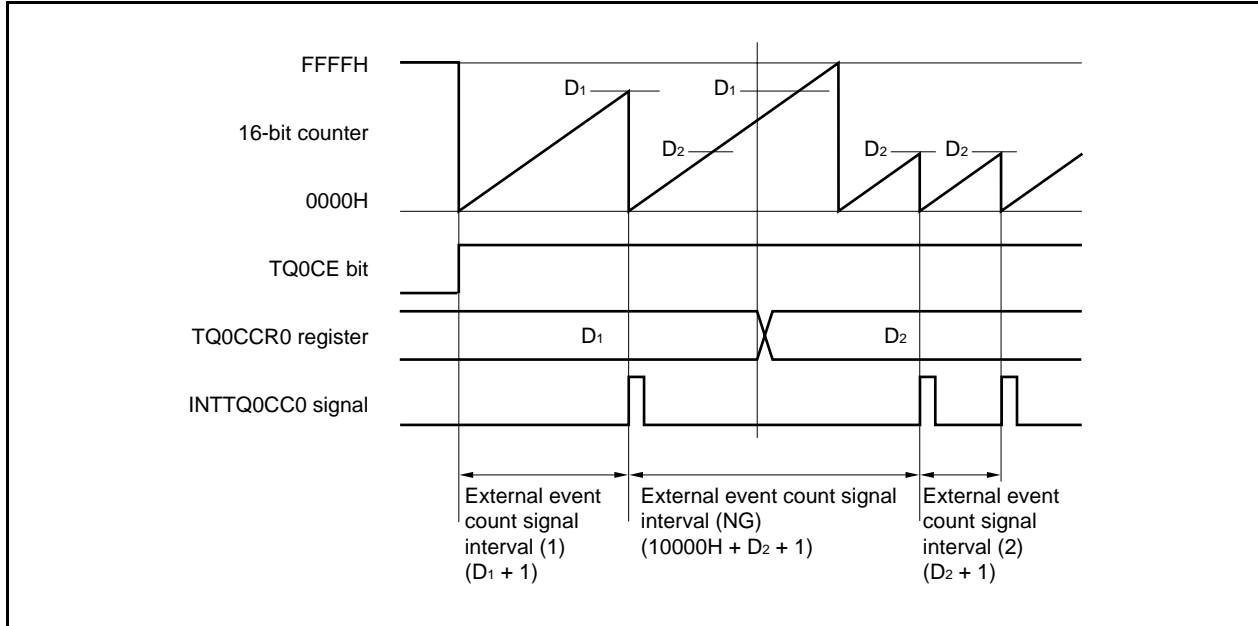 FFFFH
D1
D1
16-bit counter
D2
D2
D2
0000H
TQ0CE bit
TQ0CCR0 register
D1
D2
INTTQ0CC0 signal
External event
count signal
interval (1)
(D1 + 1)
External event count signal
interval (NG)
(10000H + D2 + 1)
External event
count signal
interval (2)
(D2 + 1)